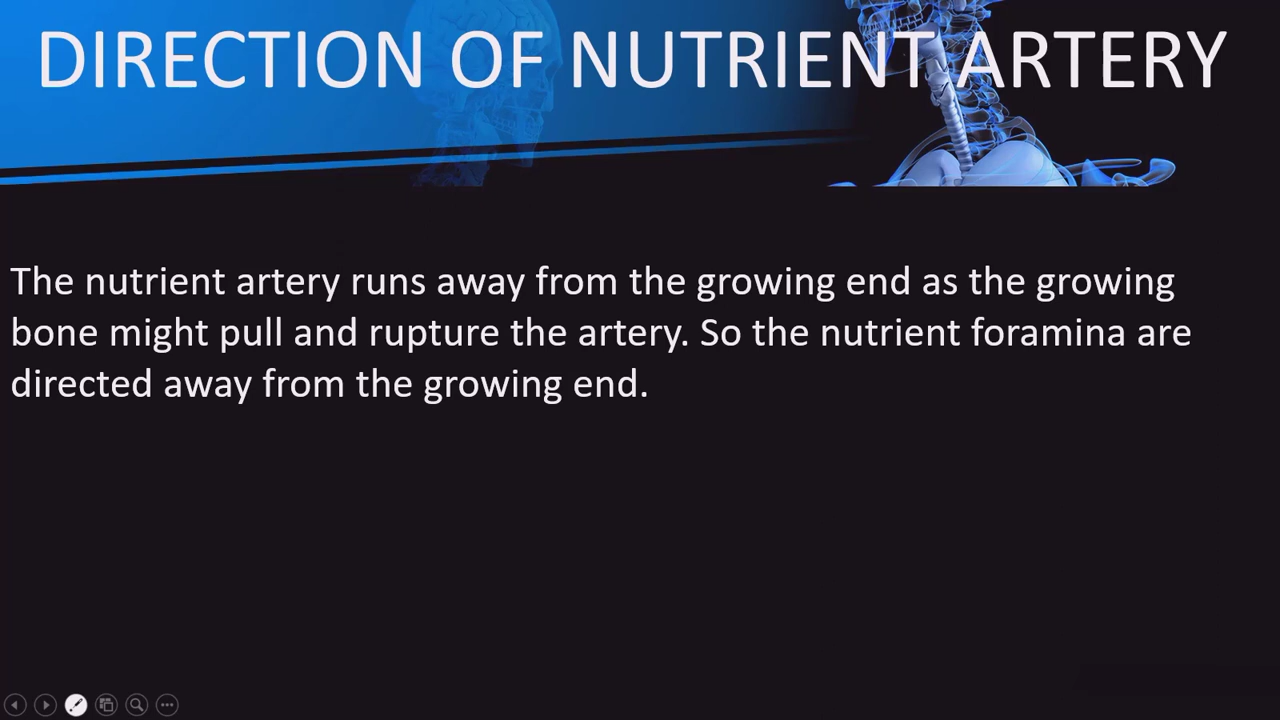 DIRECTION OF NUTRIENT ARTERY
The nutrient artery runs away from the growing end as the growing
bone might pull and rupture the artery. So the nutrient foramina are
directed away from the growing end.